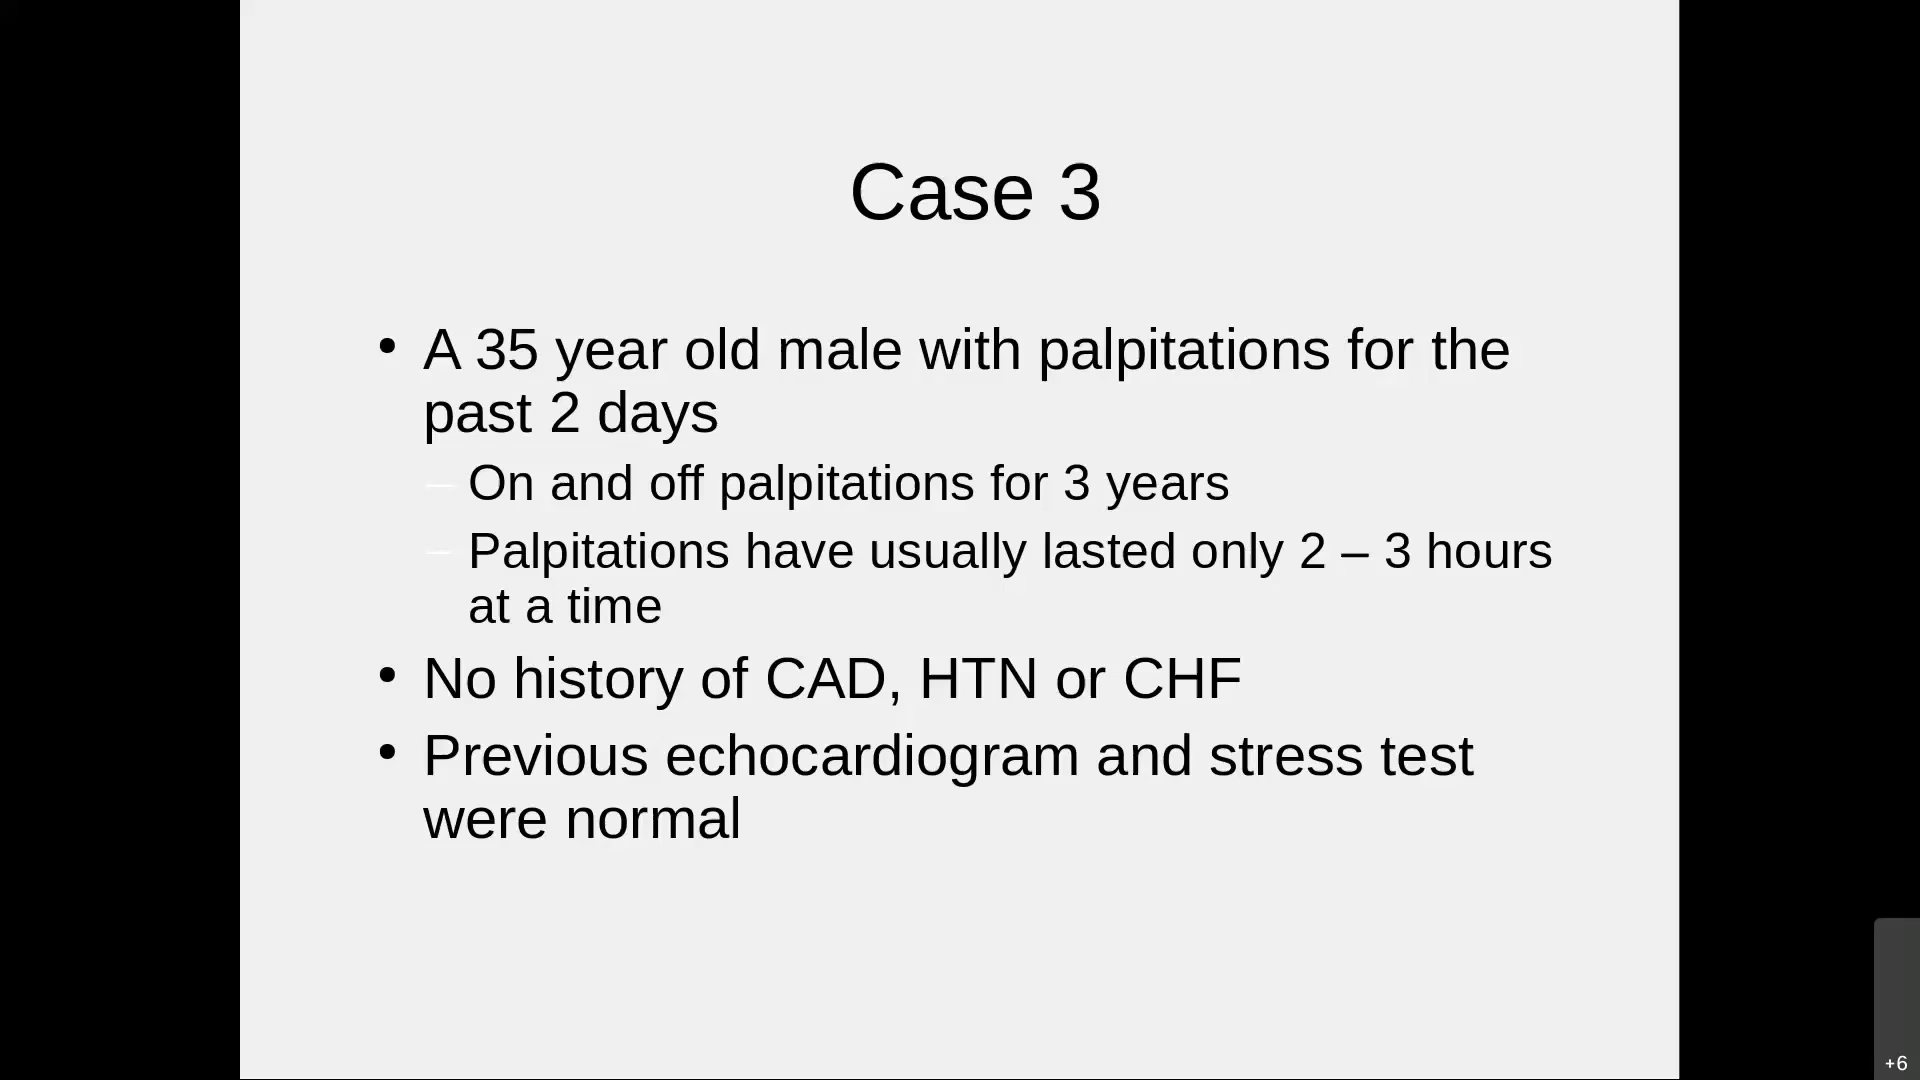 Case 3
• A 35 year old male with palpitations for the
past 2 days
– On and off palpitations for 3 years
– Palpitations have usually lasted only 2 – 3 hours
at a time
• No history of CAD, HTN or CHF
• Previous echocardiogram and stress test
were normal
+6